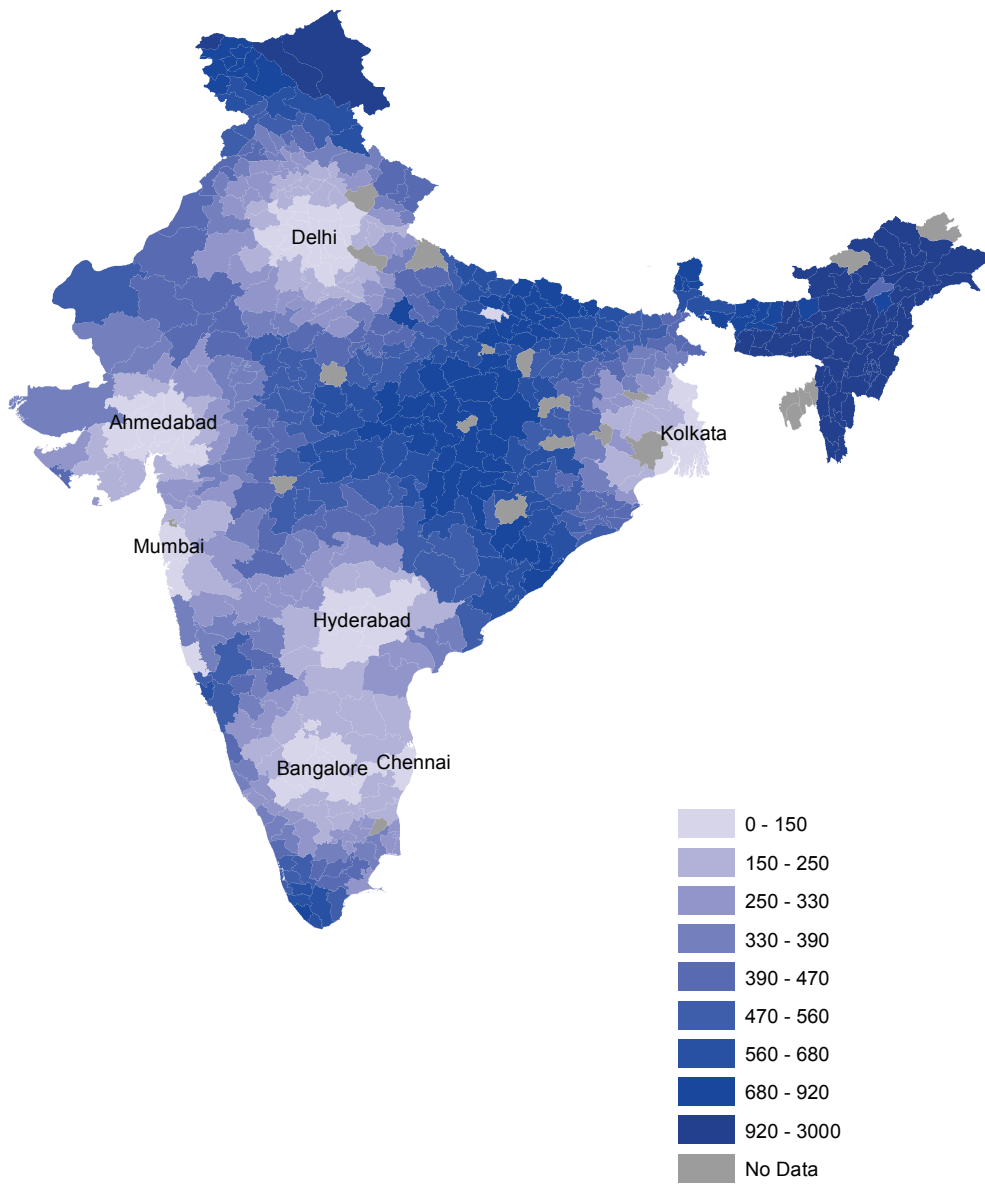 Delhi
Ahmedabad
Kolkata
Mumbai
Hyderabad
Bangalore
Chennai
0 - 150
150 - 250
250 - 330
330 - 390
390 - 470
470 - 560
560 - 680
680 - 920
920 - 3000
No Data